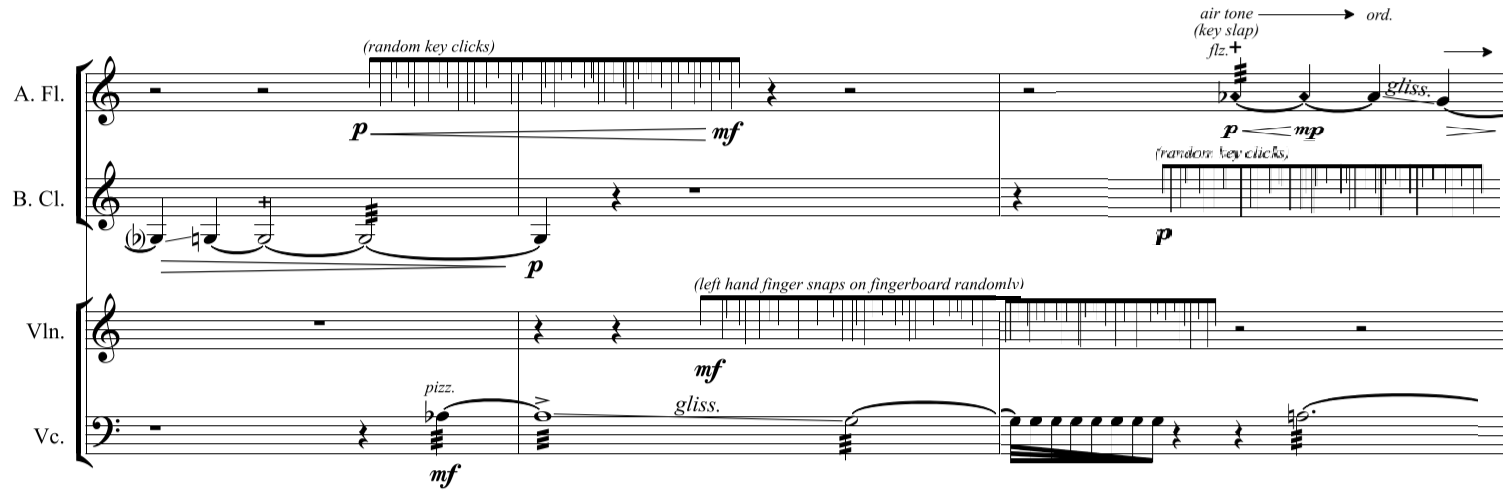 air tone ord.
(key slap)
(random key clicks) flz.+
A. Fl. gliss.
p mf p mp
(random key clicks)
B. Cl.
p p
(left hand finger snaps on fingerboard randomly)
Vln.
mf
pizz.
gliss.
Vc.
mf